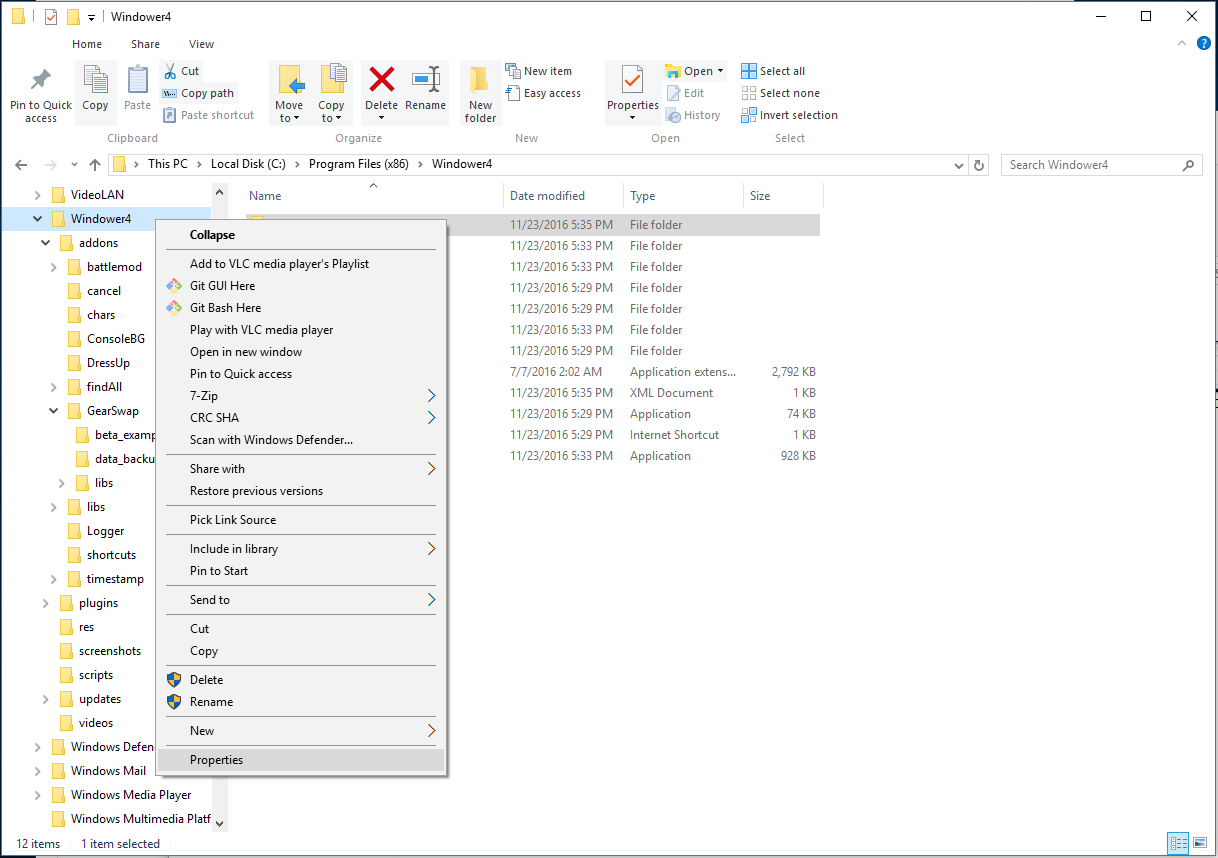 Windower4
Home Share View
Pin to Quick access
Copy
Paste
Cut
Copy path
Paste shortcut
Clipboard
Move to
Copy to
Delete
Rename
Organize
New folder
New item
Easy access
New
Properties
Open
Edit
History
Open
Select all
Select none
Invert selection
Select
This PC Local Disk (C:) Program Files (x86) Windower4
Search Windower4
VideoLAN
Windower4
addons
battlemod
cancel
chars
ConsoleBG
DressUp
findAll
GearSwap
beta_examp
data_backu
libs
libs
Logger
shortcuts
timestamp
plugins
res
screenshots
scripts
updates
videos
Windows Defen
Windows Mail
Windows Media Player
Windows Multimedia Platf
Collapse
Add to VLC media player's Playlist
Git GUI Here
Git Bash Here
Play with VLC media player
Open in new window
Pin to Quick access
7-Zip
CRC SHA
Scan with Windows Defender...
Share with
Restore previous versions
Pick Link Source
Include in library
Pin to Start
Send to
Cut
Copy
Delete
Rename
New
Properties
Name Date modified Type Size
11/23/2016 5:35 PM File folder
11/23/2016 5:33 PM File folder
11/23/2016 5:33 PM File folder
11/23/2016 5:29 PM File folder
11/23/2016 5:29 PM File folder
11/23/2016 5:33 PM File folder
11/23/2016 5:29 PM File folder
7/7/2016 2:02 AM Application extens... 2,792 KB
11/23/2016 5:35 PM XML Document 1 KB
11/23/2016 5:29 PM Application 74 KB
11/23/2016 5:29 PM Internet Shortcut 1 KB
11/23/2016 5:33 PM Application 928 KB
12 items 1 item selected